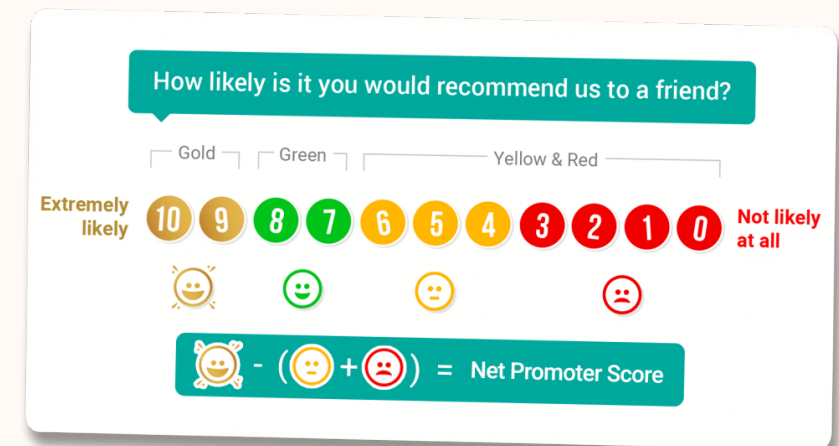 How likely is it you would recommend us to a friend?
Gold Green Yellow & Red
Extremely
likely
10 9 8 7 6 5 4 3 2 1 0
Not likely
at all
- ( + ) = Net Promoter Score